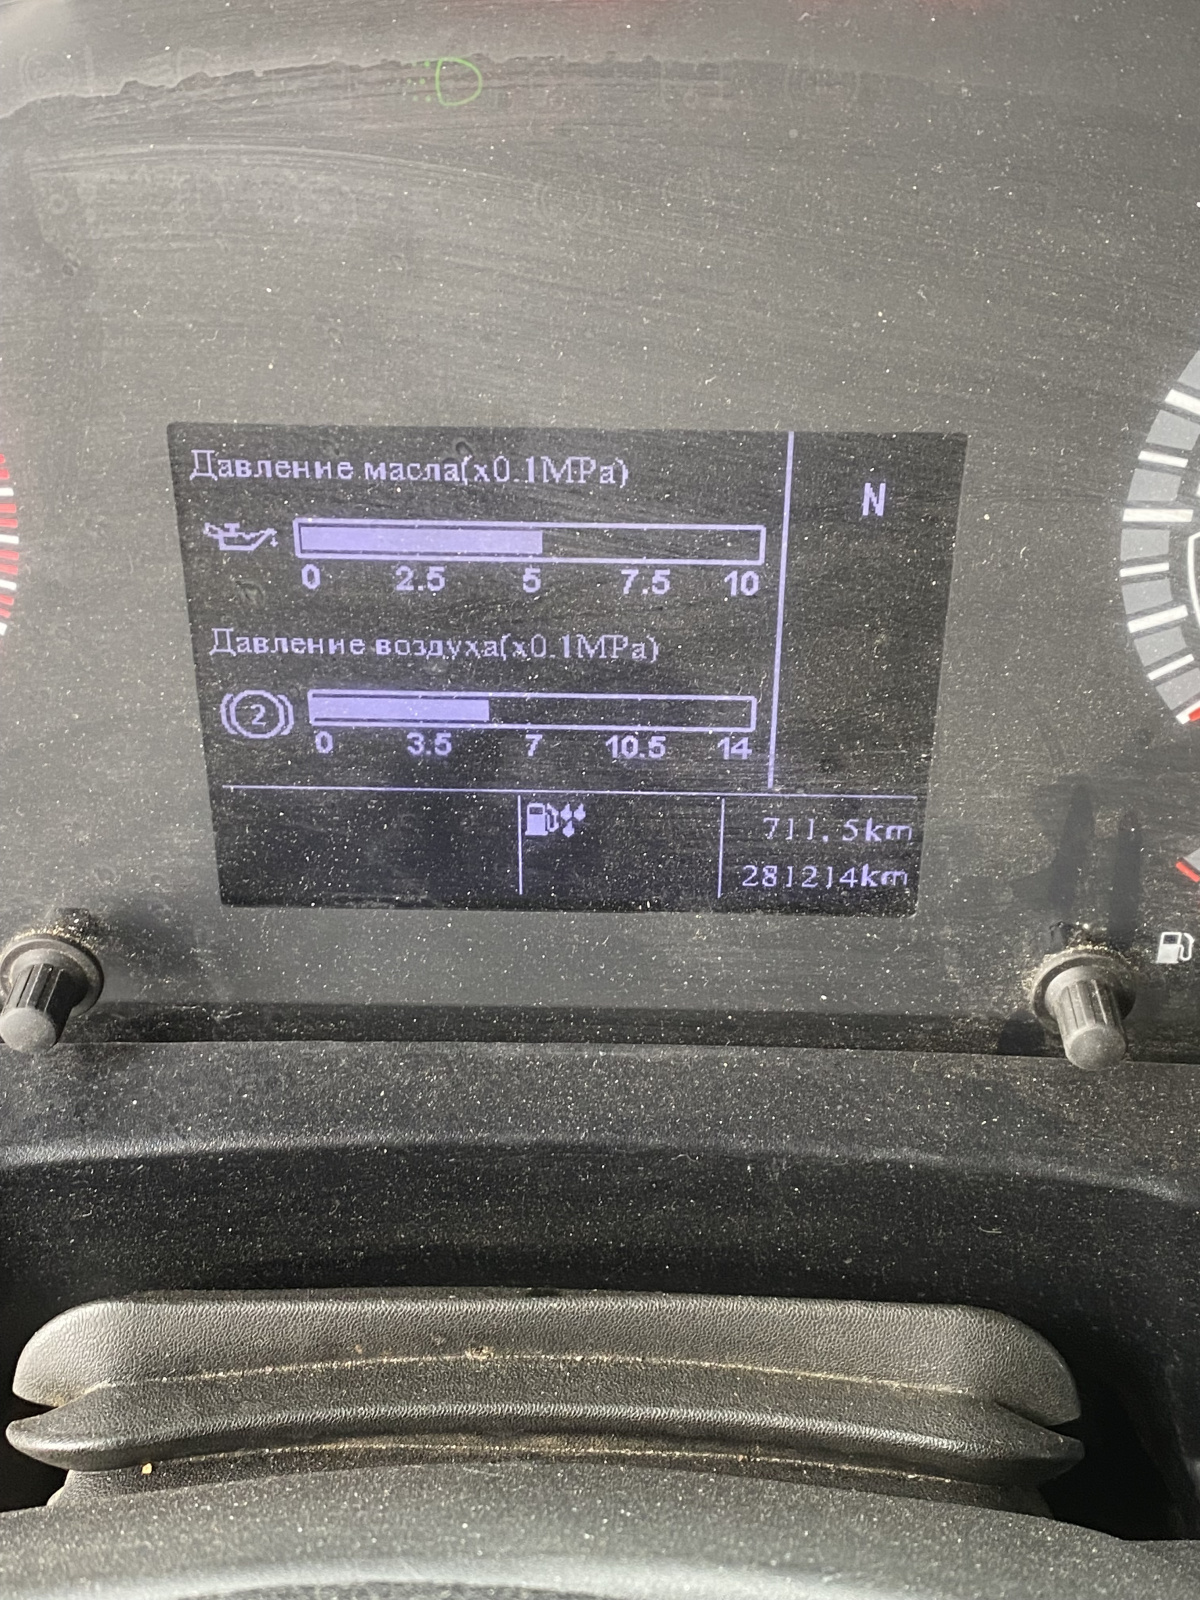 Давление масла(x0.1MPa)
N
0 2.5 5 7.5 10
Давление воздуха(x0.1MPa)
2
0 3.5 7 10.5 14
711.5km
281214km